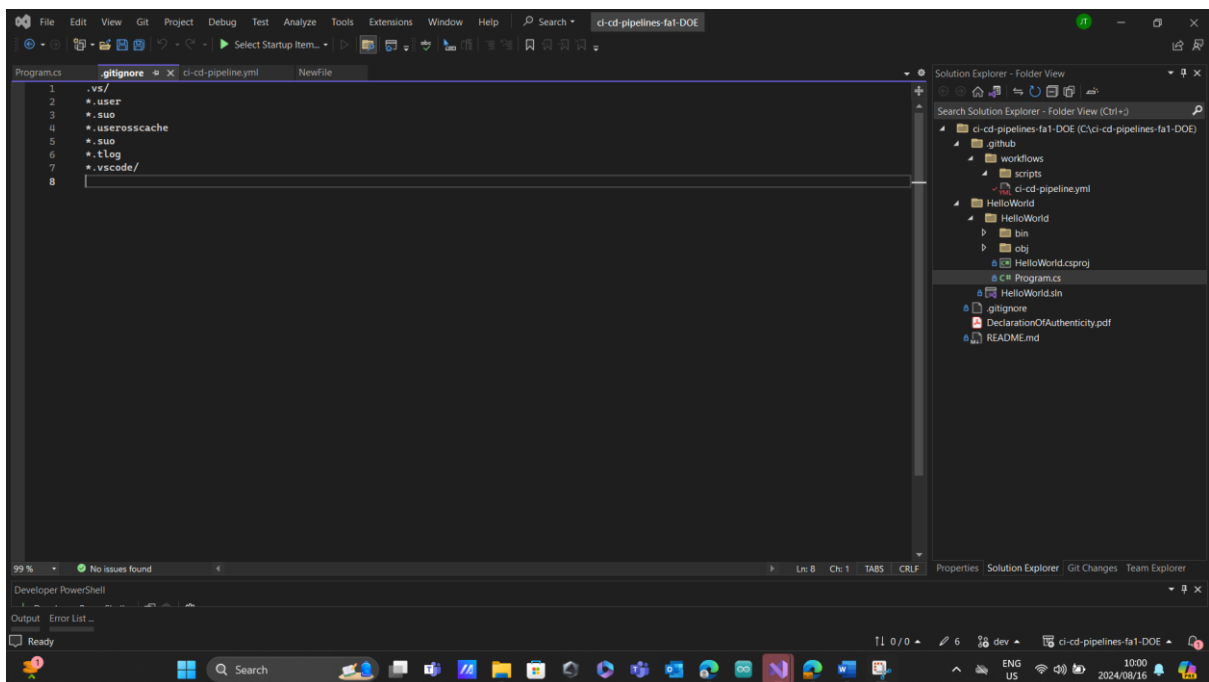 File Edit View Git Project Debug Test Analyze Tools Extensions Window Help Search ci-cd-pipelines-fa1-DOE JT
Select Startup Item...
Program.cs .gitignore ci-cd-pipeline.yml NewFile
1 .vs/
2 *.user
3 *.suo
4 *.userosscache
5 *.suo
6 *.tlog
7 *.vscode/
8
99 % No issues found Ln: 8 Ch: 1 TABS CRLF
Solution Explorer - Folder View
Search Solution Explorer - Folder View (Ctrl+;)
ci-cd-pipelines-fa1-DOE (C:\ci-cd-pipelines-fa1-DOE)
.github
workflows
scripts
ci-cd-pipeline.yml
HelloWorld
HelloWorld
bin
obj
HelloWorld.csproj
C# Program.cs
HelloWorld.sln
.gitignore
DeclarationOfAuthenticity.pdf
README.md
Properties Solution Explorer Git Changes Team Explorer
Developer PowerShell
Output Error List ...
Ready 0 / 0 6 dev ci-cd-pipelines-fa1-DOE
1 Search ENG 10:00
US 2024/08/16